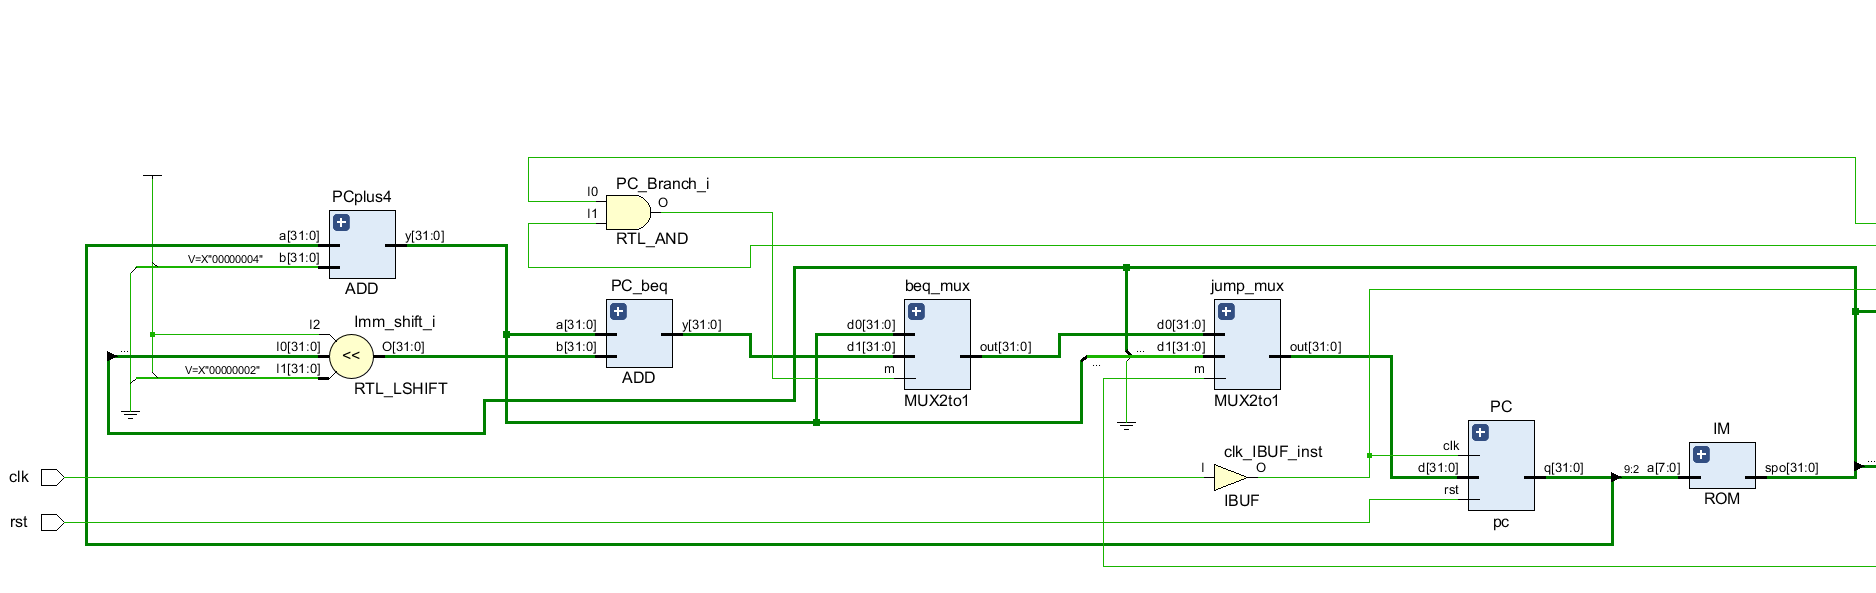 PC_Branch_i
I0
O
I1
RTL_AND
PCplus4
a[31:0]
y[31:0]
V=X"00000004"
b[31:0]
ADD
Imm_shift_i
I2
I0[31:0]
<<
O[31:0]
V=X"00000002"
I1[31:0]
RTL_LSHIFT
...
PC_beq
a[31:0]
y[31:0]
b[31:0]
ADD
beq_mux
d0[31:0]
d1[31:0]
out[31:0]
m
MUX2to1
jump_mux
d0[31:0]
d1[31:0]
out[31:0]
...
...
m
MUX2to1
clk_IBUF_inst
I
O
IBUF
PC
clk
d[31:0]
q[31:0]
rst
pc
9:2
IM
a[7:0]
spo[31:0]
ROM
...
clk
rst